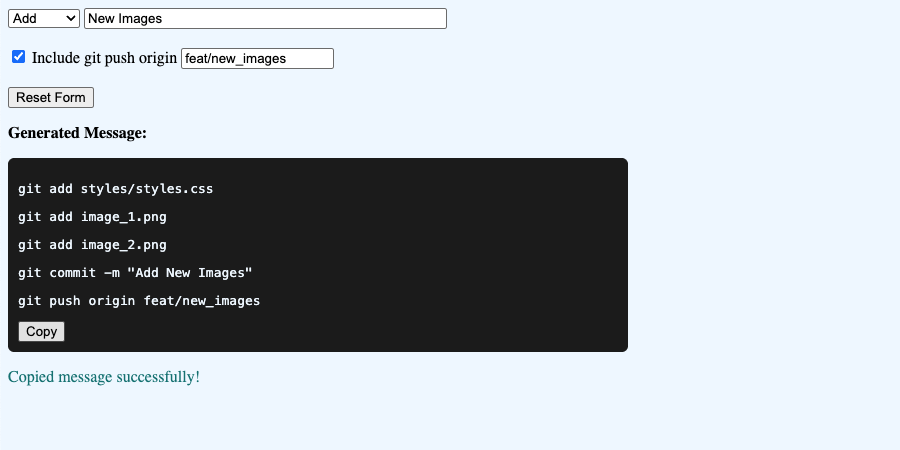 Add New Images
Include git push origin feat/new_images
Reset Form
Generated Message:
git add styles/styles.css
git add image_1.png
git add image_2.png
git commit -m "Add New Images"
git push origin feat/new_images
Copy
Copied message successfully!